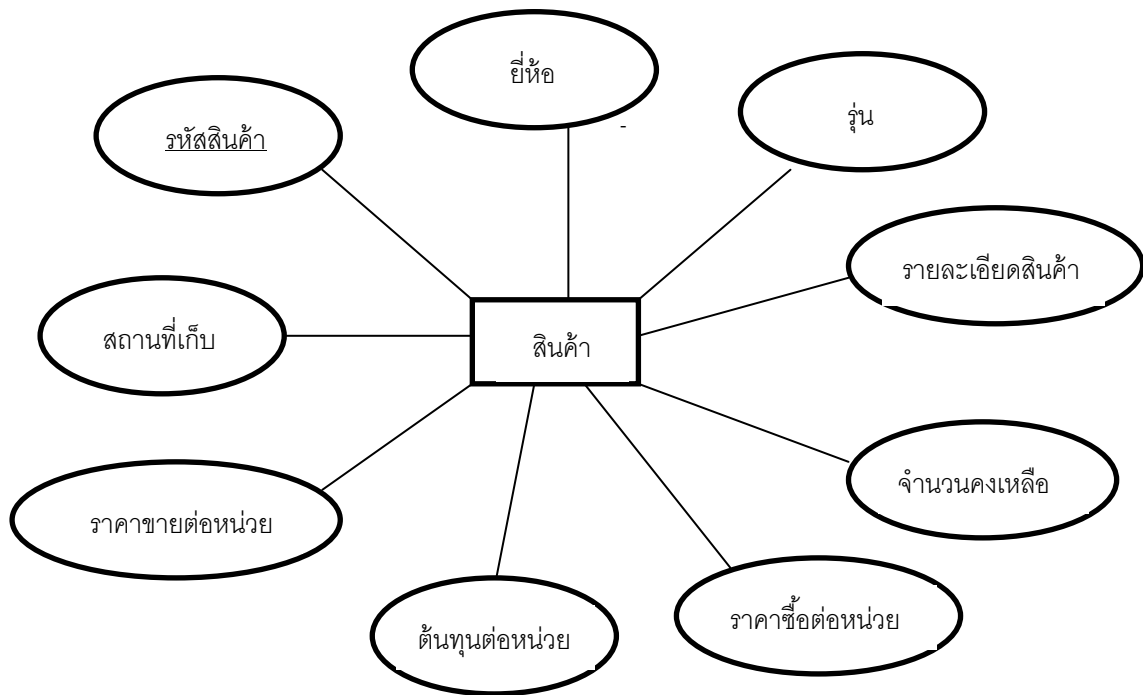 ยี่ห้อ
รุ่น
รหัสสินค้า
รายละเอียดสินค้า
สถานที่เก็บ
สินค้า
จำนวนคงเหลือ
ราคาขายต่อหน่วย
ราคาซื้อต่อหน่วย
ต้นทุนต่อหน่วย